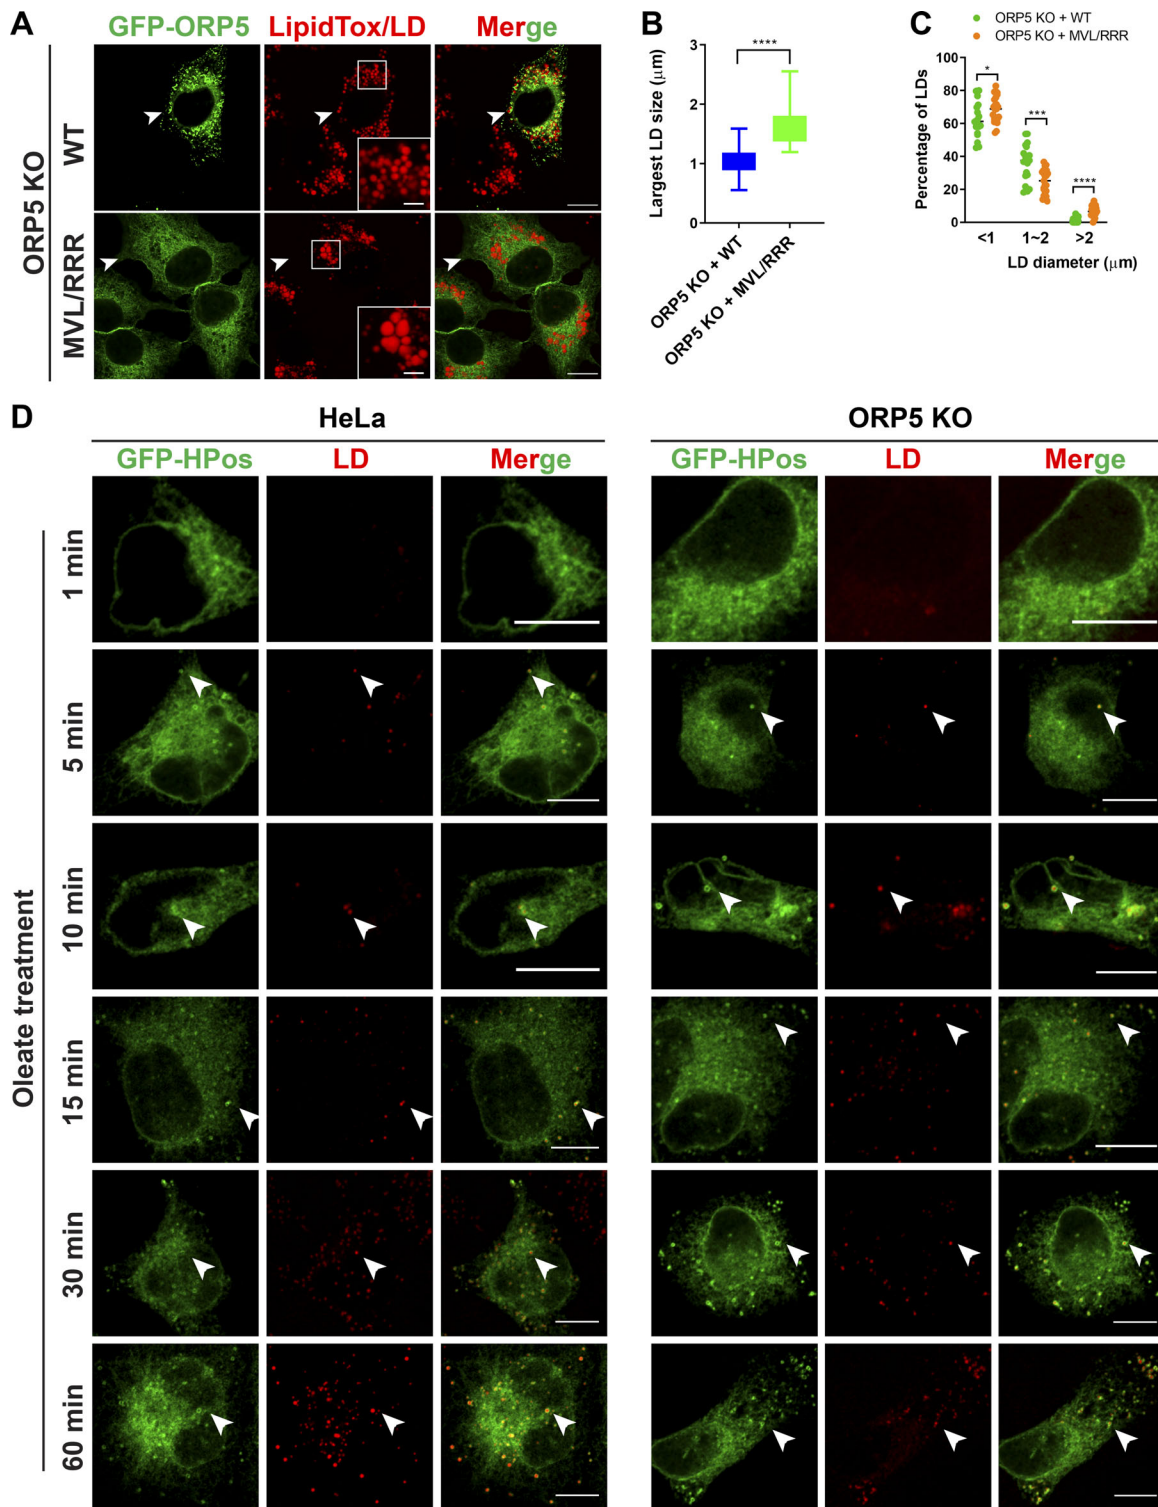 A
GFP-ORP5
LipidTox/LD
Merge
ORP5 KO
WT
MVL/RRR
B
Largest LD size (μm)
4
3
2
1
0
****
ORP5 KO + WT
ORP5 KO + MVL/RRR
C
ORP5 KO + WT
ORP5 KO + MVL/RRR
Percentage of LDs
100
80
60
40
20
0
*
***
****
<1
1~2
>2
LD diameter (μm)
D
HeLa
ORP5 KO
GFP-HPos
LD
Merge
GFP-HPos
LD
Merge
Oleate treatment
1 min
5 min
10 min
15 min
30 min
60 min